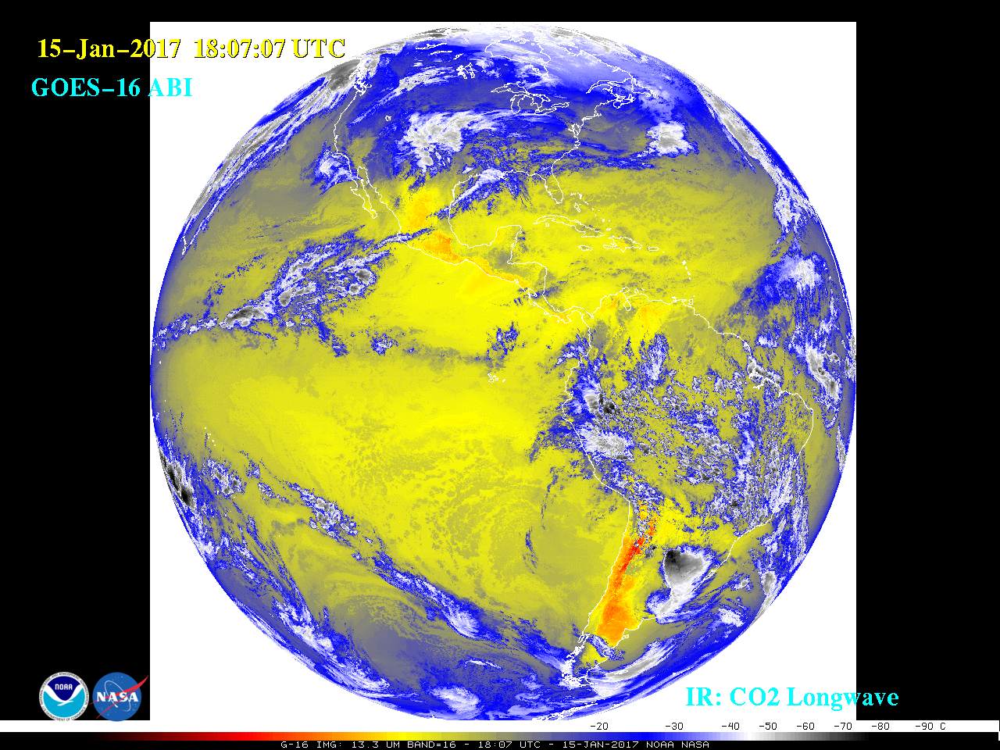 15-Jan-2017 18:07:07 UTC
GOES-16 ABI
NOAA
NASA
IR: CO2 Longwave
-20 -30 -40 -50 -60 -70 -80 -90 C
G-16 IMG: 13.3 UM BAND=16 - 18:07 UTC - 15-JAN-2017 NOAA NASA